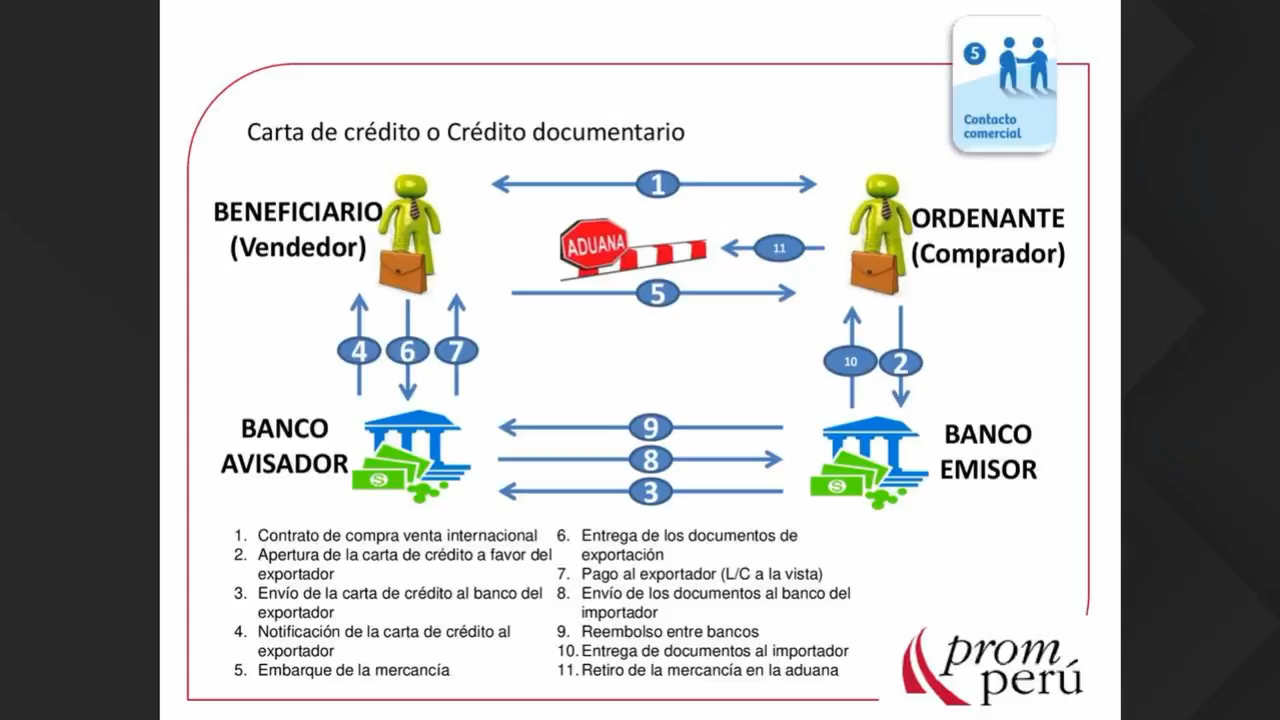 5
Contacto
comercial
Carta de crédito o Crédito documentario
1
BENEFICIARIO
(Vendedor)
ADUANA
11
ORDENANTE
(Comprador)
5
4
6
7
10
2
BANCO
AVISADOR
$
9
8
3
$
BANCO
EMISOR
1. Contrato de compra venta internacional
2. Apertura de la carta de crédito a favor del
exportador
3. Envío de la carta de crédito al banco del
exportador
4. Notificación de la carta de crédito al
exportador
5. Embarque de la mercancía
6. Entrega de los documentos de
exportación
7. Pago al exportador (L/C a la vista)
8. Envío de los documentos al banco del
importador
9. Reembolso entre bancos
10. Entrega de documentos al importador
11. Retiro de la mercancía en la aduana
prom
perú